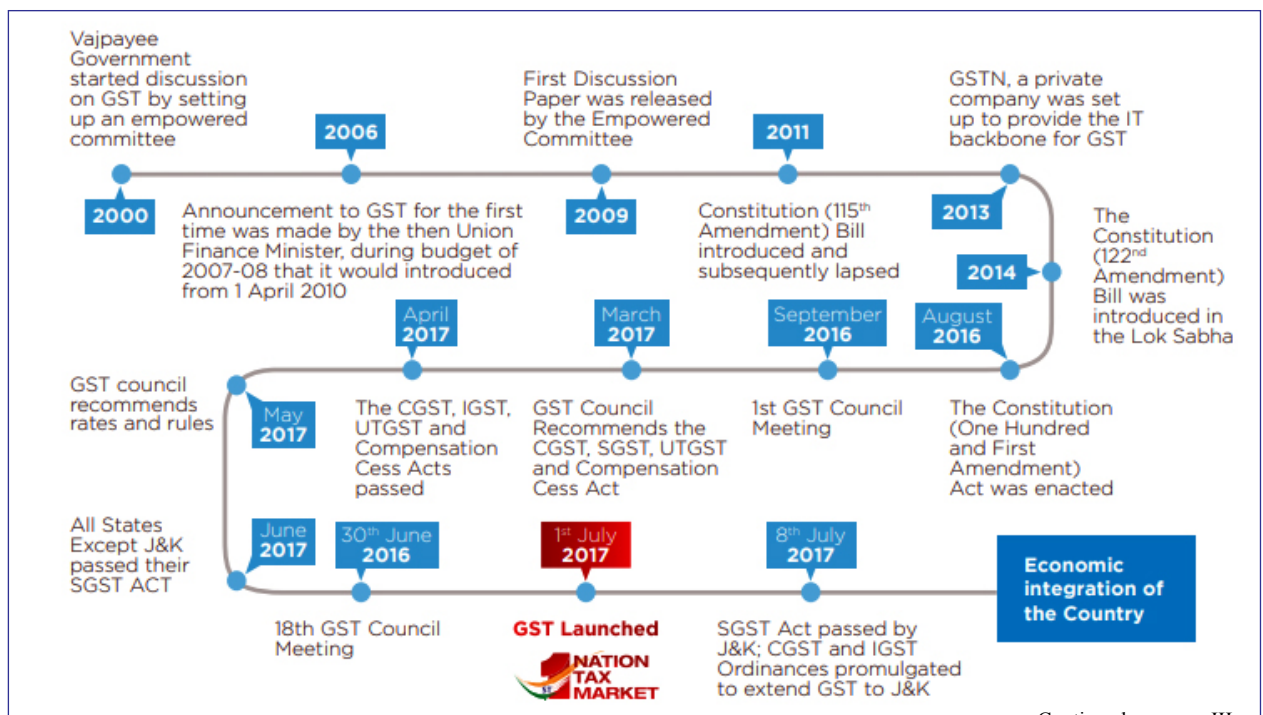 Vajpayee
Government
started discussion
on GST by setting
up an empowered
committee
2000
2006
Announcement to GST for the first
time was made by the then Union
Finance Minister, during budget of
2007-08 that it would introduced
from 1 April 2010
First Discussion
Paper was released
by the Empowered
Committee
2009
2011
Constitution (115th
Amendment) Bill
introduced and
subsequently lapsed
GSTN, a private
company was set
up to provide the IT
backbone for GST
2013
2014
The
Constitution
(122nd
Amendment)
Bill was
introduced in
the Lok Sabha
August
2016
The Constitution
(One Hundred
and First
Amendment)
Act was enacted
September
2016
1st GST Council
Meeting
March
2017
GST Council
Recommends the
CGST, SGST, UTGST
and Compensation
Cess Act
April
2017
The CGST, IGST,
UTGST and
Compensation
Cess Acts
passed
GST council
recommends
rates and rules
May
2017
All States
Except J&K
passed their
SGST ACT
June
2017
30th June
2016
18th GST Council
Meeting
1st July
2017
GST Launched
1 NATION
TAX
MARKET
8th July
2017
SGST Act passed by
J&K; CGST and IGST
Ordinances promulgated
to extend GST to J&K
Economic
integration of
the Country